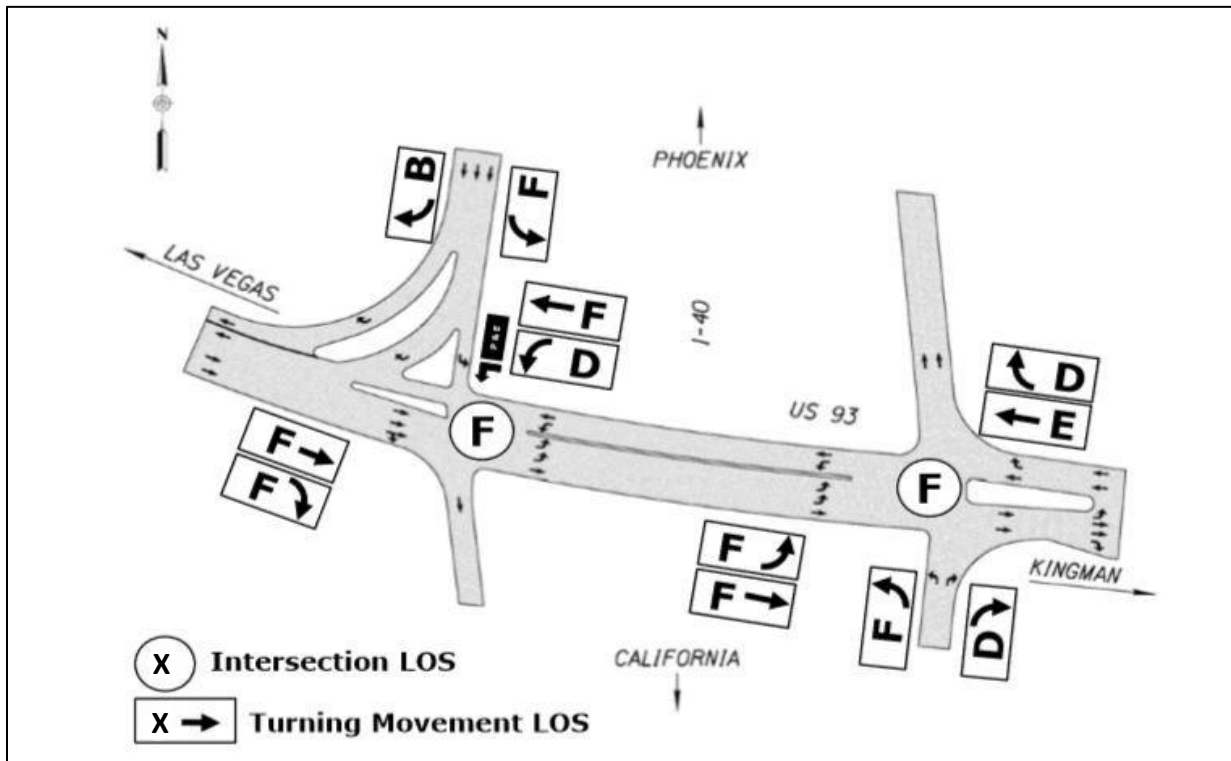 N
PHOENIX
B
F
LAS VEGAS
F
D
I-40
US 93
D
E
F
F
F
F
F
F
F
D
KINGMAN
CALIFORNIA
X Intersection LOS
X Turning Movement LOS